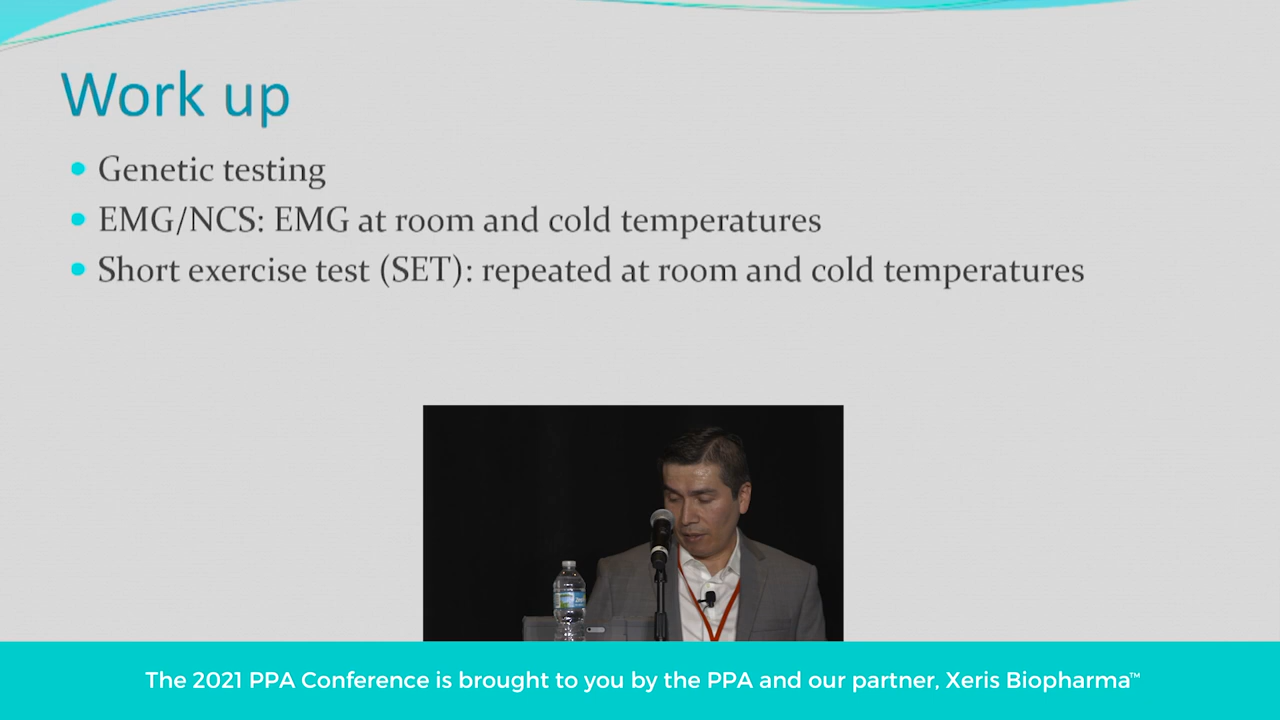 Work up
Genetic testing
EMG/NCS: EMG at room and cold temperatures
Short exercise test (SET): repeated at room and cold temperatures
The 2021 PPA Conference is brought to you by the PPA and our partner, Xeris Biopharma™